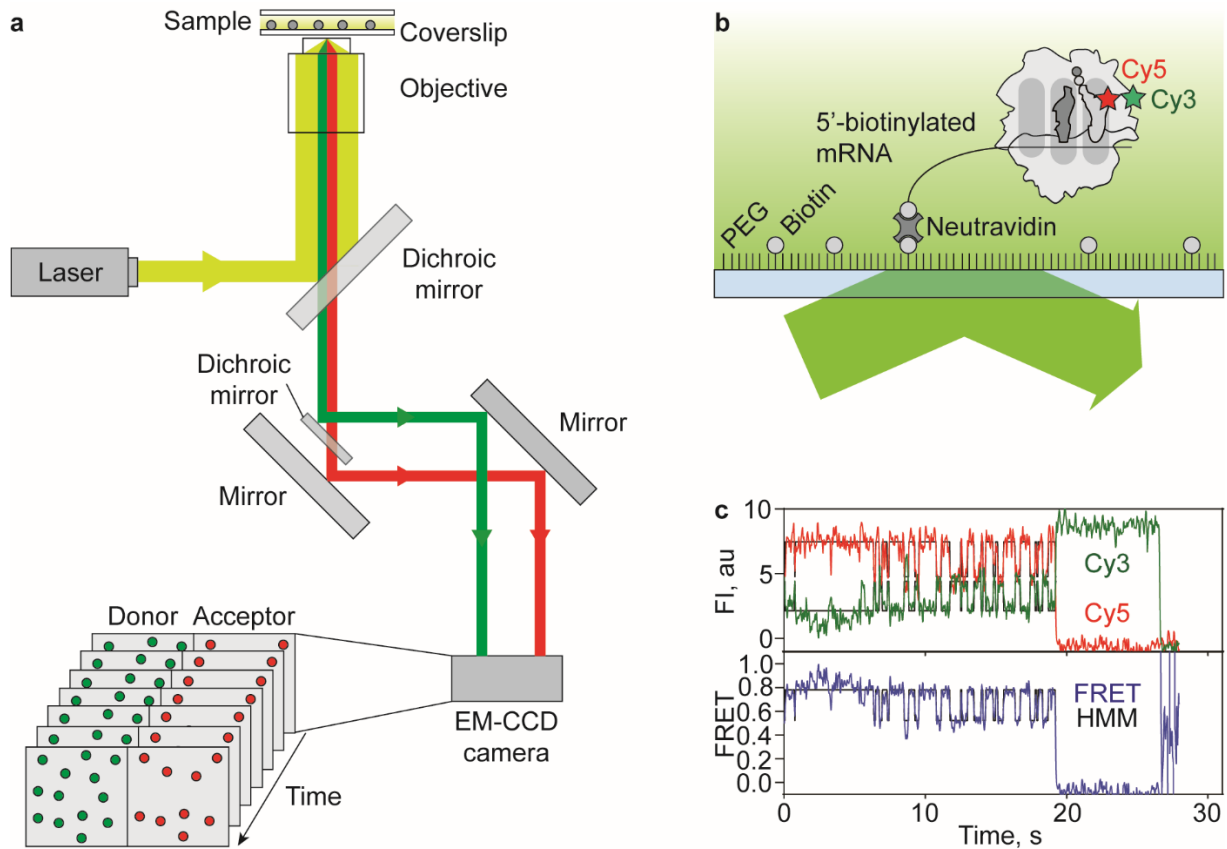 a
Sample
Coverslip
Objective
Laser
Dichroic
mirror
Dichroic
mirror
Mirror
Mirror
Donor
Acceptor
EM-CCD
camera
Time
b
Cy5
Cy3
5’-biotinylated
mRNA
PEG
Biotin
Neutravidin
c
10
5
0
FI, au
Cy3
Cy5
1.0
0.8
0.6
0.4
0.2
0.0
FRET
FRET
HMM
0
10
20
30
Time, s